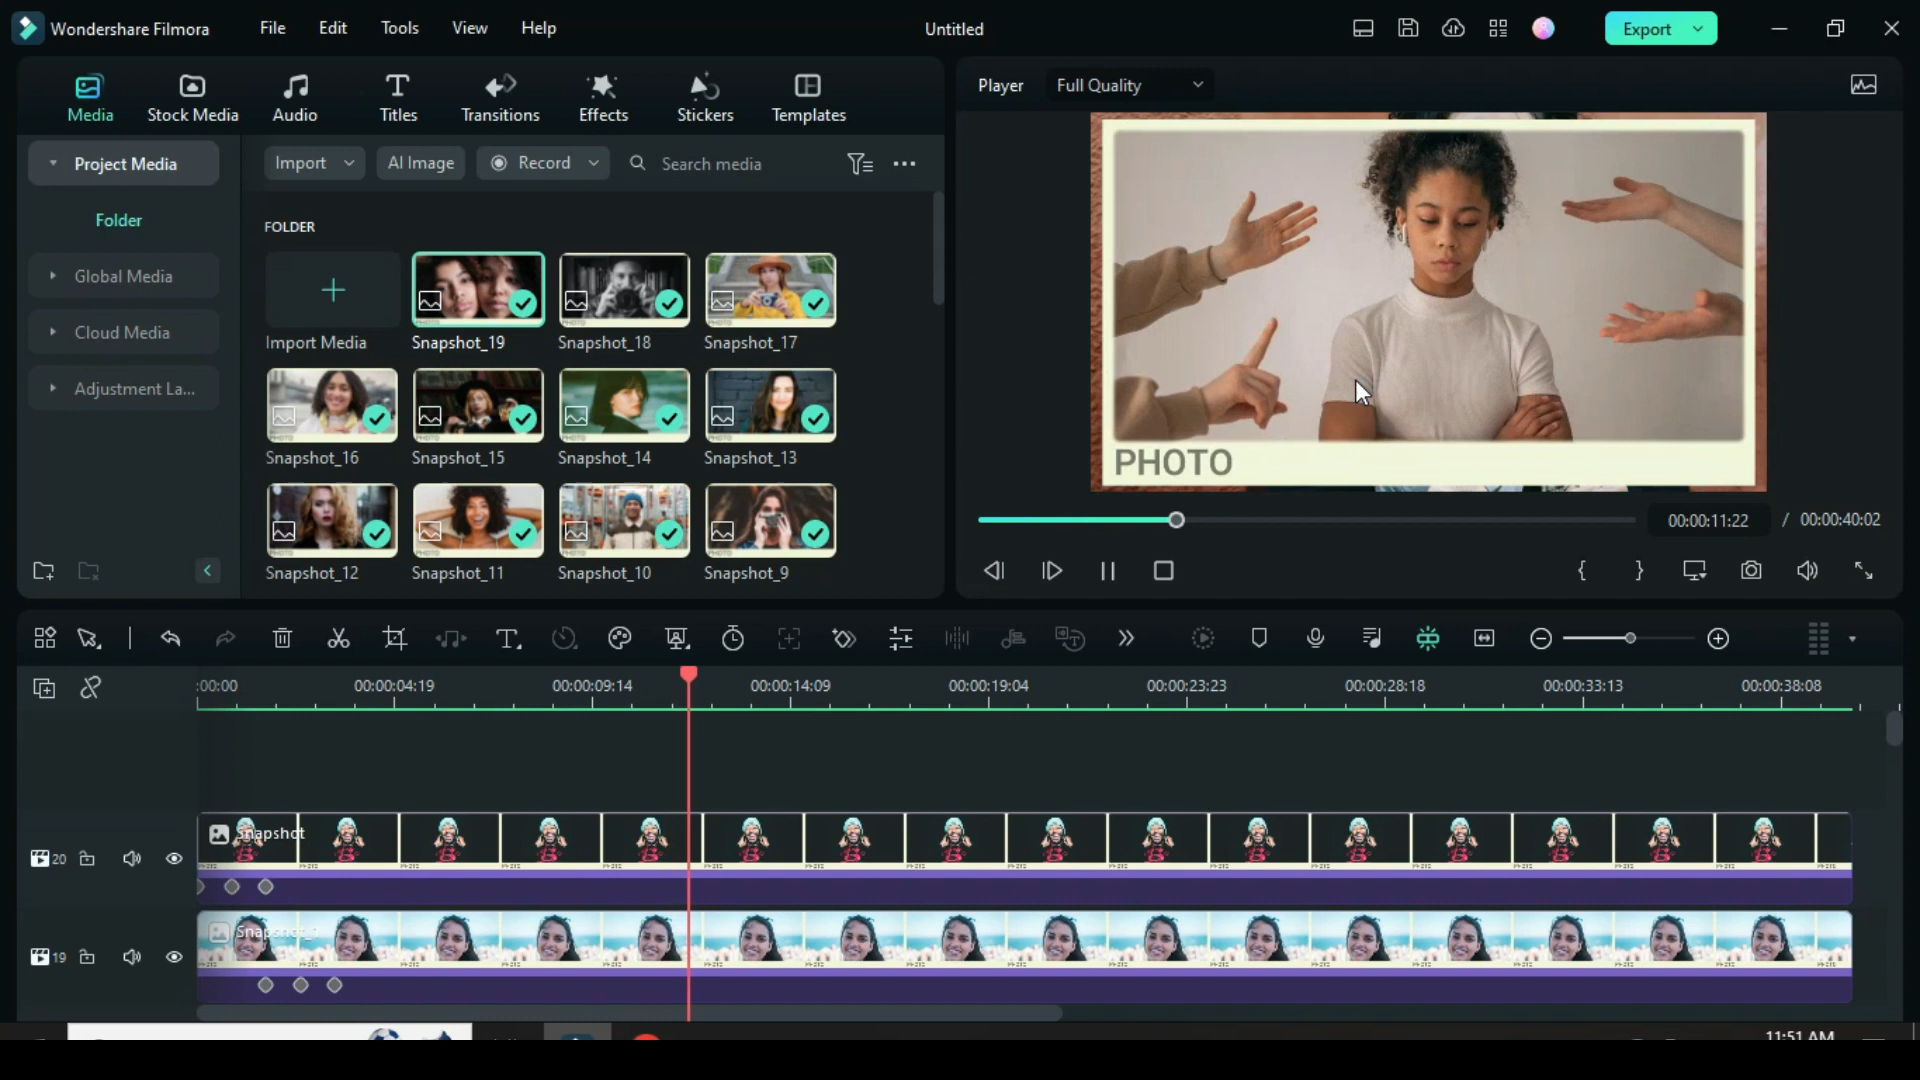 Wondershare Filmora File Edit Tools View Help Untitled Export
Media Stock Media Audio Titles Transitions Effects Stickers Templates
Player Full Quality
Project Media
Folder
Global Media
Cloud Media
Adjustment La...
Import AI Image Record Search media
FOLDER
Import Media Snapshot_19 Snapshot_18 Snapshot_17
Snapshot_16 Snapshot_15 Snapshot_14 Snapshot_13
Snapshot_12 Snapshot_11 Snapshot_10 Snapshot_9
PHOTO
00:00:11:22 / 00:00:40:02
:00:00 00:00:04:19 00:00:09:14 00:00:14:09 00:00:19:04 00:00:23:23 00:00:28:18 00:00:33:13 00:00:38:08
Snapshot
20
19
11:51 AM